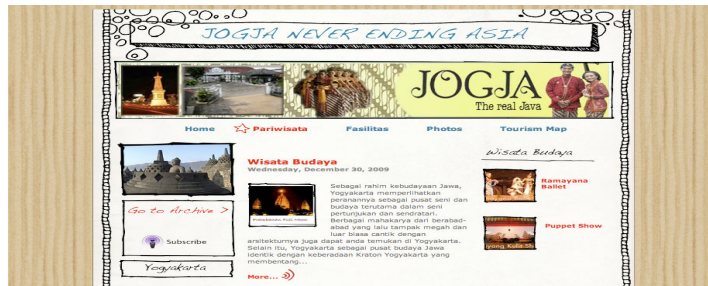 JOGJA NEVER ENDING ASIA
JOGJA
The real Java
Home
Pariwisata
Fasilitas
Photos
Tourism Map
Go to Archive >
Subscribe
Yogyakarta
Wisata Budaya
Wednesday, December 30, 2009
Sebagai rahim kebudayaan Jawa,
Yogyakarta memperlihatkan
peranannya sebagai pusat seni dan
budaya terutama dalam seni
pertunjukan dan sendratari.
Berbagai mahakarya dari berabad-
abad yang lalu tampak megah dan
luar biasa cantik dengan
arsitekturnya juga dapat anda temukan di Yogyakarta.
Selain itu, Yogyakarta sebagai pusat budaya Jawa
identik dengan keberadaan Kraton Yogyakarta yang
membentang...
More...
Wisata Budaya
Ramayana
Ballet
Puppet Show